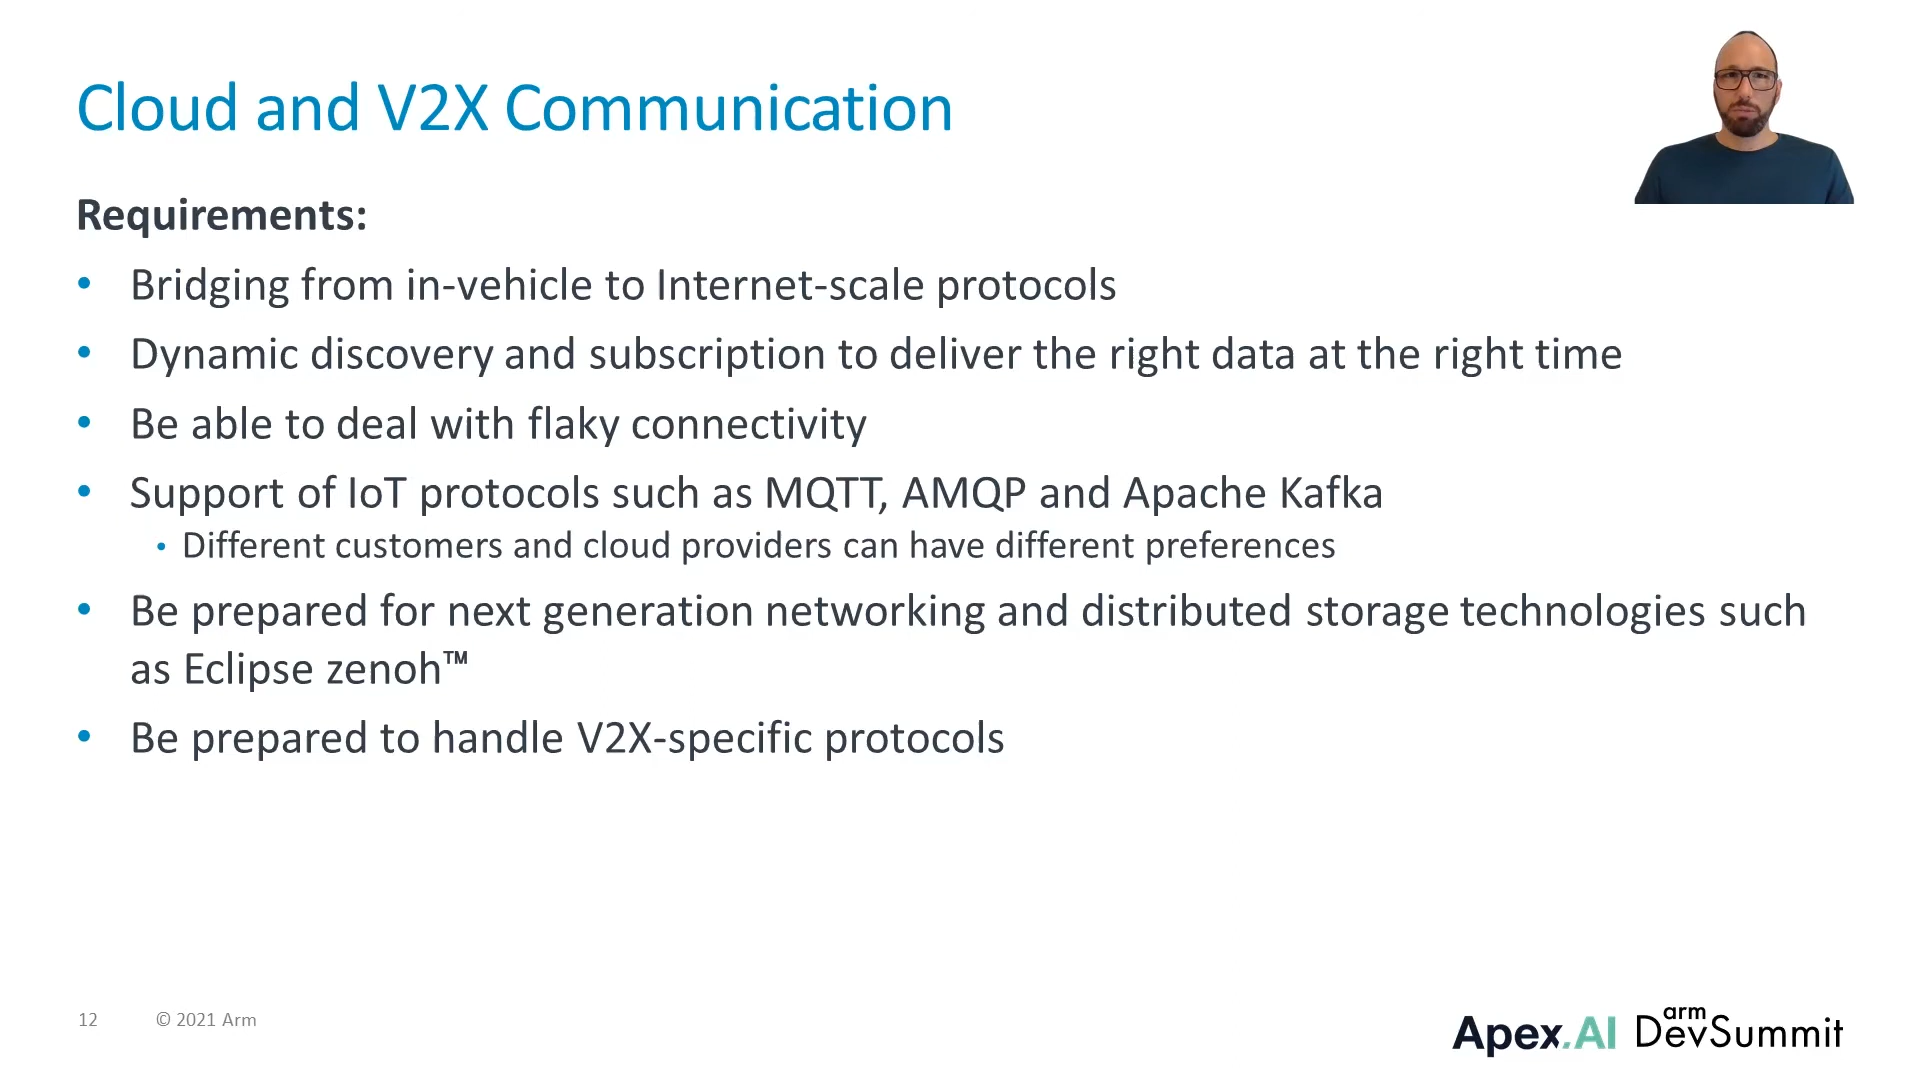 Cloud and V2X Communication
Requirements:
• Bridging from in-vehicle to Internet-scale protocols
• Dynamic discovery and subscription to deliver the right data at the right time
• Be able to deal with flaky connectivity
• Support of IoT protocols such as MQTT, AMQP and Apache Kafka
• Different customers and cloud providers can have different preferences
• Be prepared for next generation networking and distributed storage technologies such
as Eclipse zenoh™
• Be prepared to handle V2X-specific protocols
12 © 2021 Arm
Apex.AI
arm
DevSummit